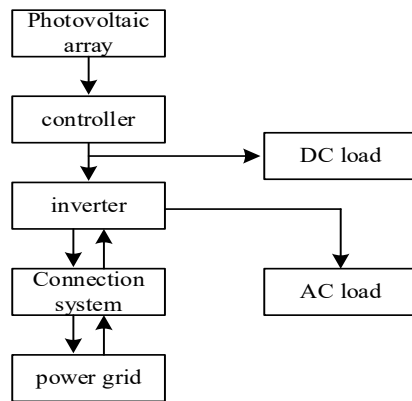 Photovoltaic
array
controller
DC load
inverter
Connection
system
AC load
power grid